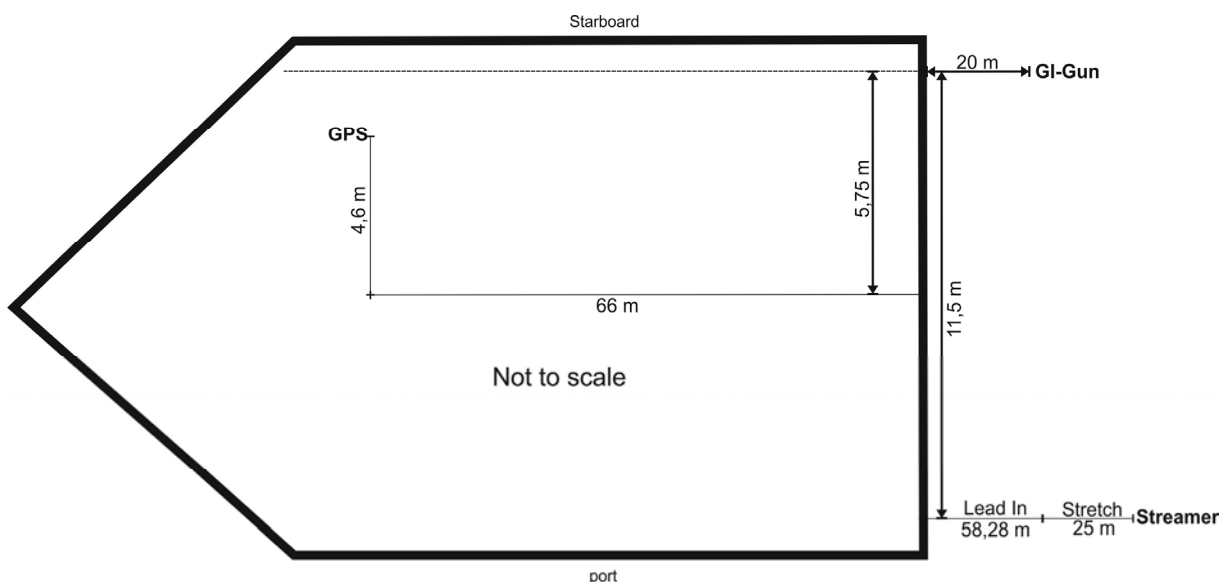 Starboard
20 m
GI-Gun
GPS
4,6 m
5,75 m
66 m
11,5 m
Not to scale
Lead In
58,28 m
Stretch
25 m
Streamer
port